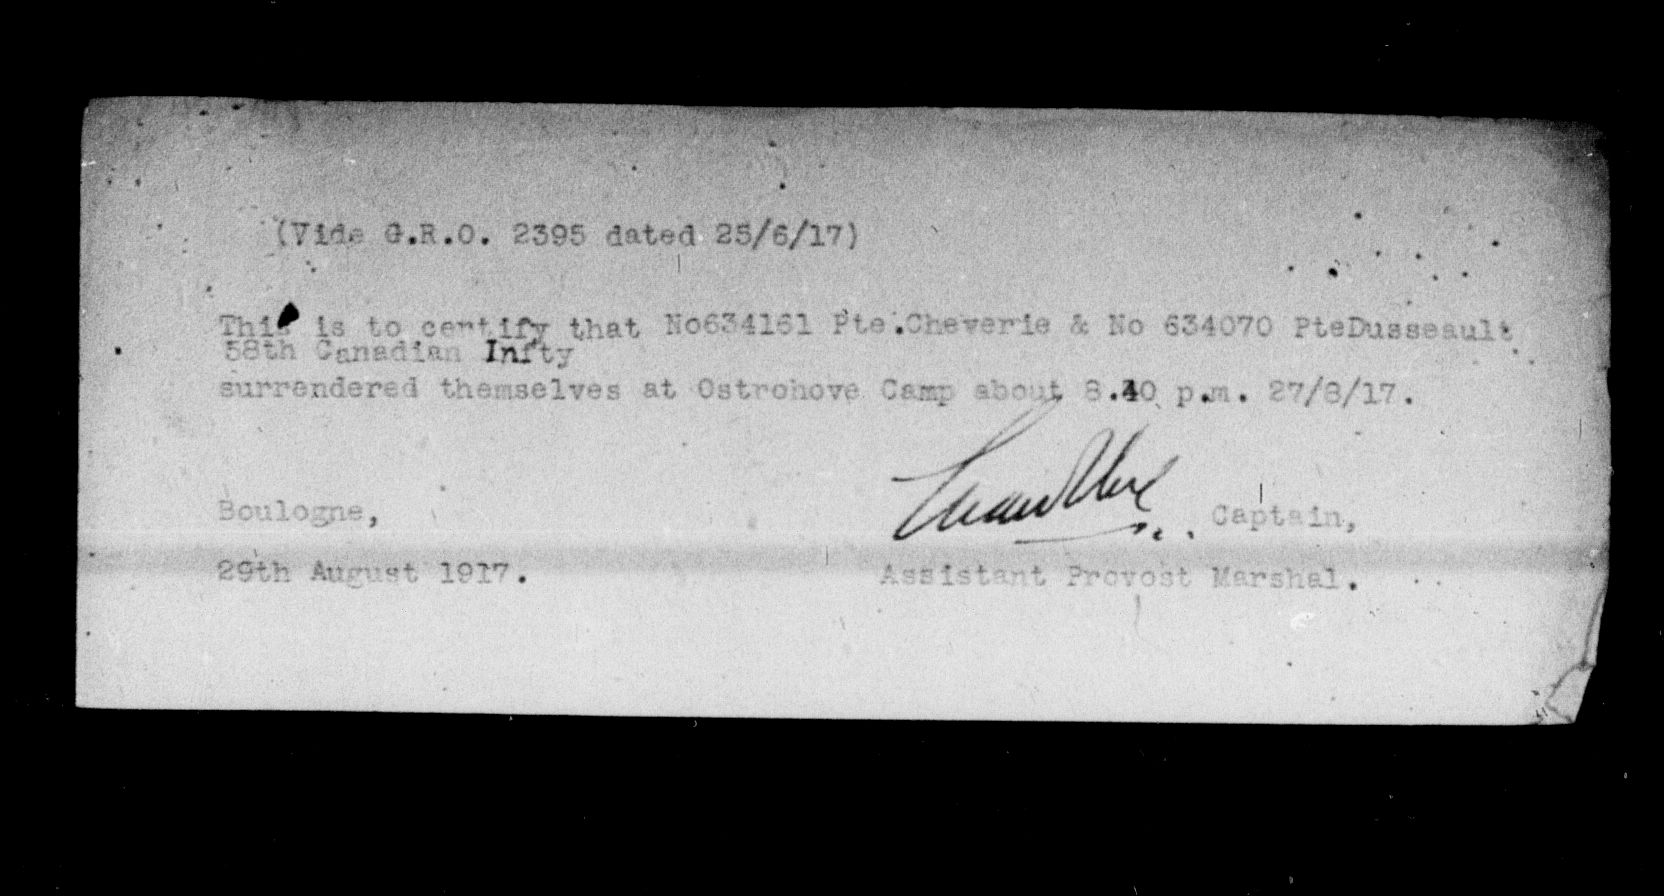 (Vide G.R.O. 2395 dated 25/6/17)
This is to certify that No634161 Pte.Cheverie & No 634070 PteDusseault
58th Canadian Infty
surrendered themselves at Ostrohove Camp about 8.40 p.m. 27/8/17.
Boulogne,
Captain,
29th August 1917.
Assistant Provost Marshal.